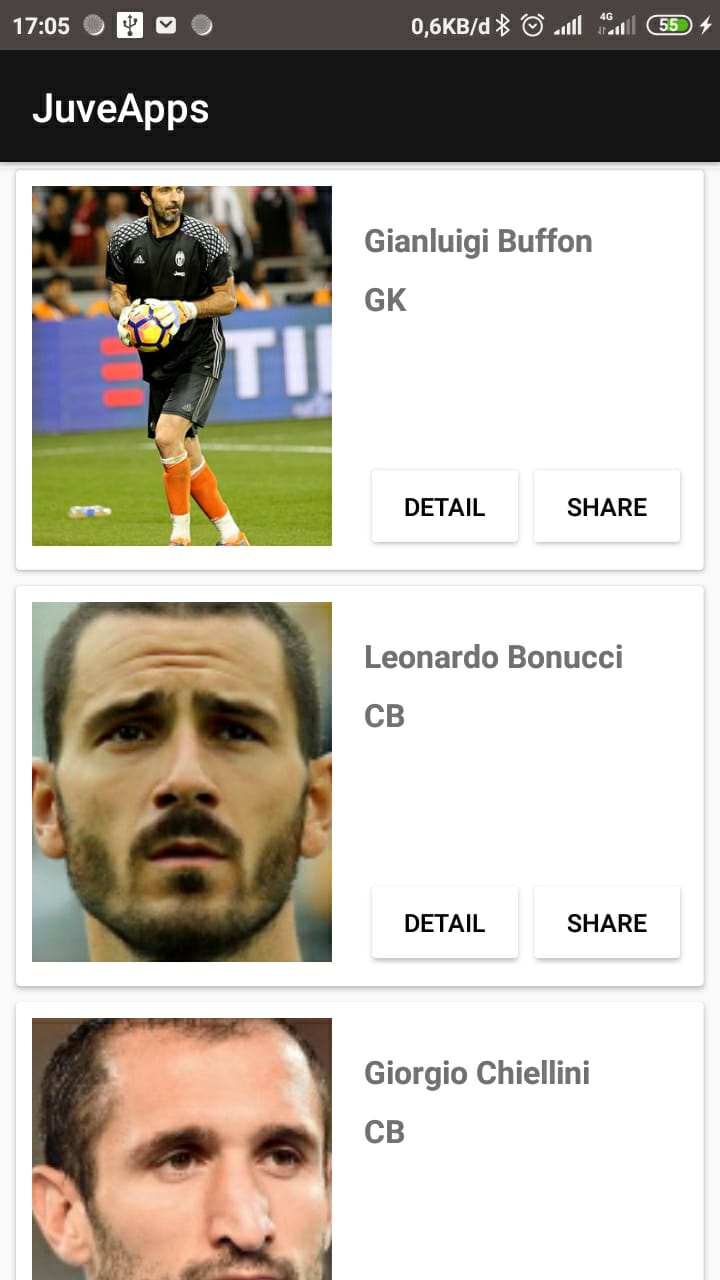 17:05 0,6KB/d 4G 55
JuveApps
Gianluigi Buffon
GK
DETAIL SHARE
Leonardo Bonucci
CB
DETAIL SHARE
Giorgio Chiellini
CB